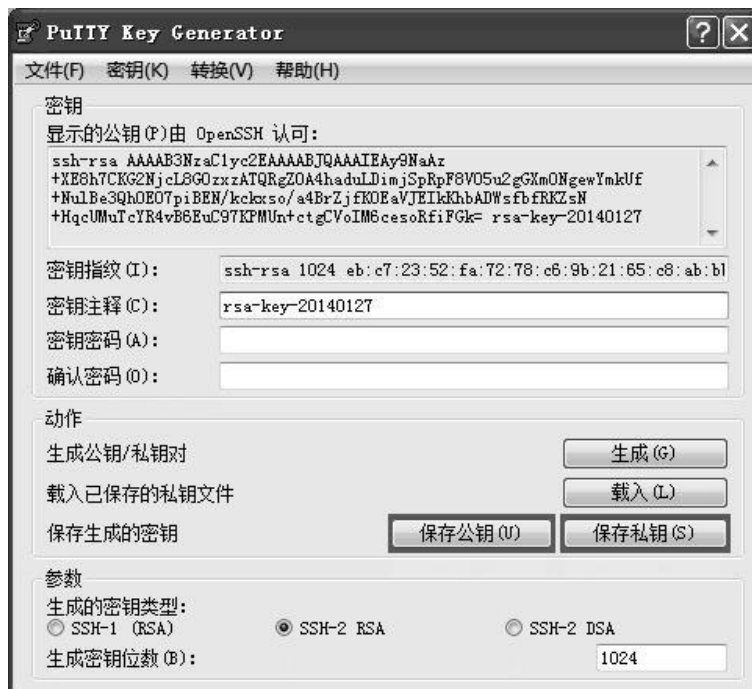 PuTTY Key Generator
文件(F) 密钥(K) 转换(V) 帮助(H)
密钥
显示的公钥(P)由 OpenSSH 认可:
ssh-rsa AAAAB3NzaC1yc2EAAAABJQAAAIEAy9NaAz
+XE8h7CKG2NjcL8GOzxzATQRgZOA4haduLDimjSpRpF8VO5u2gGXmONgewYmkUf
+NulBe3QhOEO7piBEN/kckxso/a4BrZjfKOEaVJEIkKhbADWsfbfRKZsN
+HqcUMuTcYR4vB6EuC97KPMUn+ctgCVoIM6cesoRfiFGk= rsa-key-20140127
密钥指纹(I): ssh-rsa 1024 eb:c7:23:52:fa:72:78:c6:9b:21:65:c8:ab:bl
密钥注释(C): rsa-key-20140127
密钥密码(A):
确认密码(O):
动作
生成公钥/私钥对 生成(G)
载入已保存的私钥文件 载入(L)
保存生成的密钥 保存公钥(U) 保存私钥(S)
参数
生成的密钥类型:
SSH-1 (RSA) SSH-2 RSA SSH-2 DSA
生成密钥位数(B): 1024